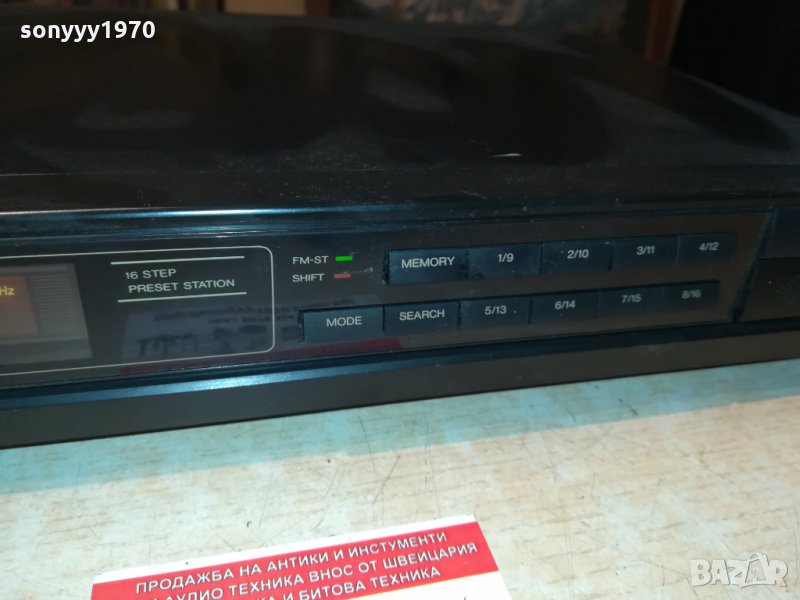 sonyyy1970
Hz
16 STEP
PRESET STATION
FM-ST
SHIFT
MEMORY 1/9 2/10 3/11 4/12
MODE SEARCH 5/13 6/14 7/15 8/16
ПРОДАЖБА НА АНТИКИ И ИНСТУМЕНТИ
АУДИО ТЕХНИКА ВНОС ОТ ШВЕЙЦАРИЯ
И БИТОВА ТЕХНИКА
BAZAR